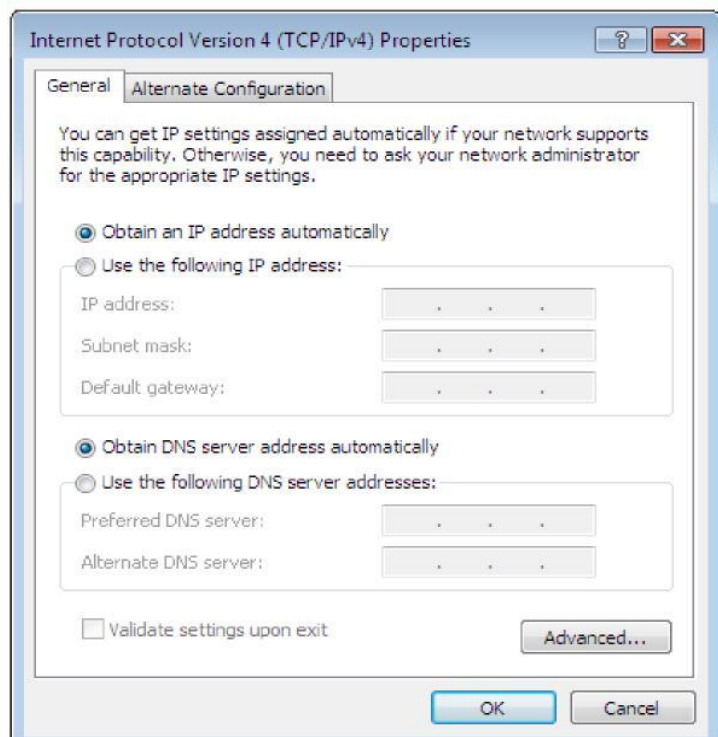 Internet Protocol Version 4 (TCP/IPv4) Properties
General
Alternate Configuration
You can get IP settings assigned automatically if your network supports
this capability. Otherwise, you need to ask your network administrator
for the appropriate IP settings.
Obtain an IP address automatically
Use the following IP address:
IP address:
Subnet mask:
Default gateway:
Obtain DNS server address automatically
Use the following DNS server addresses:
Preferred DNS server:
Alternate DNS server:
Validate settings upon exit
Advanced...
OK
Cancel